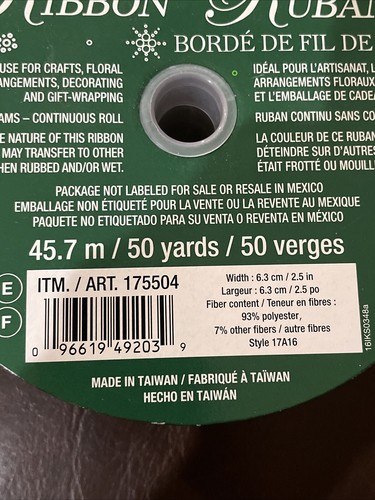 RIBBON RUBAN
BORDÉ DE FIL DE
USE FOR CRAFTS, FLORAL
DECORATING
AND GIFT-WRAPPING
– CONTINUOUS ROLL
NATURE OF THIS RIBBON
MAY TRANSFER TO OTHER
RUBBED AND/OR WET.
IDÉAL POUR L'ARTISANAT,
ARRANGEMENTS FLORAUX
ET L'EMBALLAGE DE
RUBAN CONTINU SANS
LA COULEUR DE CE RUBAN
DÉTEINDRE SUR D'AUTRES
ÉTAIT FROTTÉ OU
PACKAGE NOT LABELED FOR SALE OR RESALE IN MEXICO
EMBALLAGE NON ÉTIQUETÉ POUR LA VENTE OU LA REVENTE AU MEXIQUE
PAQUETE NO ETIQUETADO PARA SU VENTA O REVENTA EN MÉXICO
45.7 m / 50 yards / 50 verges
E
F
ITM. / ART. 175504
0 96619 49203 9
Width : 6.3 cm / 2.5 in
Largeur : 6.3 cm / 2.5 po
Fiber content / Teneur en fibres :
93% polyester,
7% other fibers / autre fibres
Style 17A16
16IKS0348a
MADE IN TAIWAN / FABRIQUÉ À TAÏWAN
HECHO EN TAIWÁN